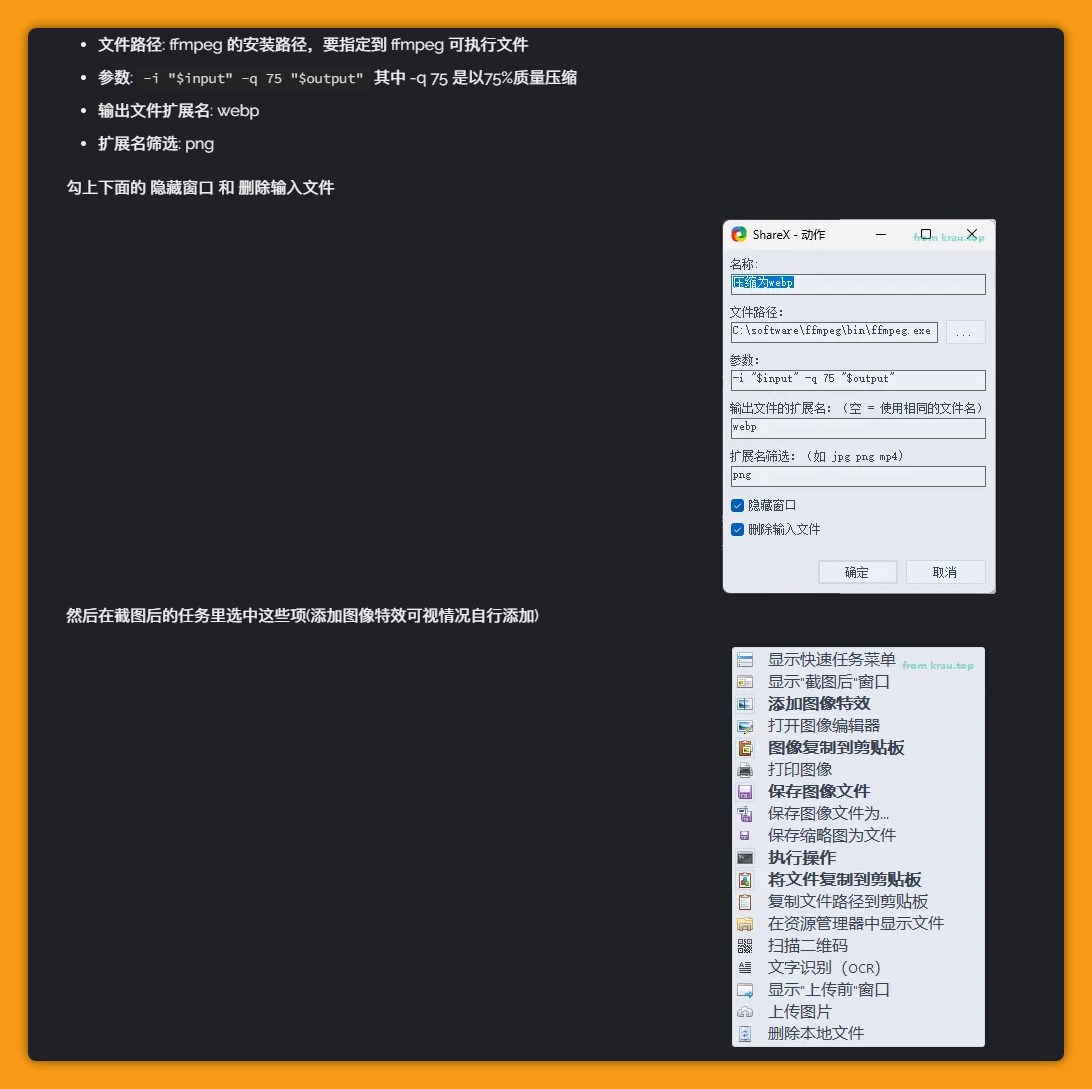 文件路径: ffmpeg 的安装路径，要指定到 ffmpeg 可执行文件
参数: -i "$input" -q 75 "$output" 其中 -q 75 是以75%质量压缩
输出文件扩展名: webp
扩展名筛选: png
勾上下面的 隐藏窗口 和 删除输入文件
ShareX - 动作
from krau.top
名称:
压缩为webp
文件路径:
C:\software\ffmpeg\bin\ffmpeg.exe
...
参数:
-i "$input" -q 75 "$output"
输出文件的扩展名: （空 = 使用相同的文件名）
webp
扩展名筛选: （如 jpg png mp4）
png
隐藏窗口
删除输入文件
确定 取消
然后在截图后的任务里选中这些项(添加图像特效可视情况自行添加)
显示快速任务菜单
from krau.top
显示"截图后"窗口
添加图像特效
打开图像编辑器
图像复制到剪贴板
打印图像
保存图像文件
保存图像文件为...
保存缩略图为文件
执行操作
将文件复制到剪贴板
复制文件路径到剪贴板
在资源管理器中显示文件
扫描二维码
文字识别（OCR）
显示"上传前"窗口
上传图片
删除本地文件